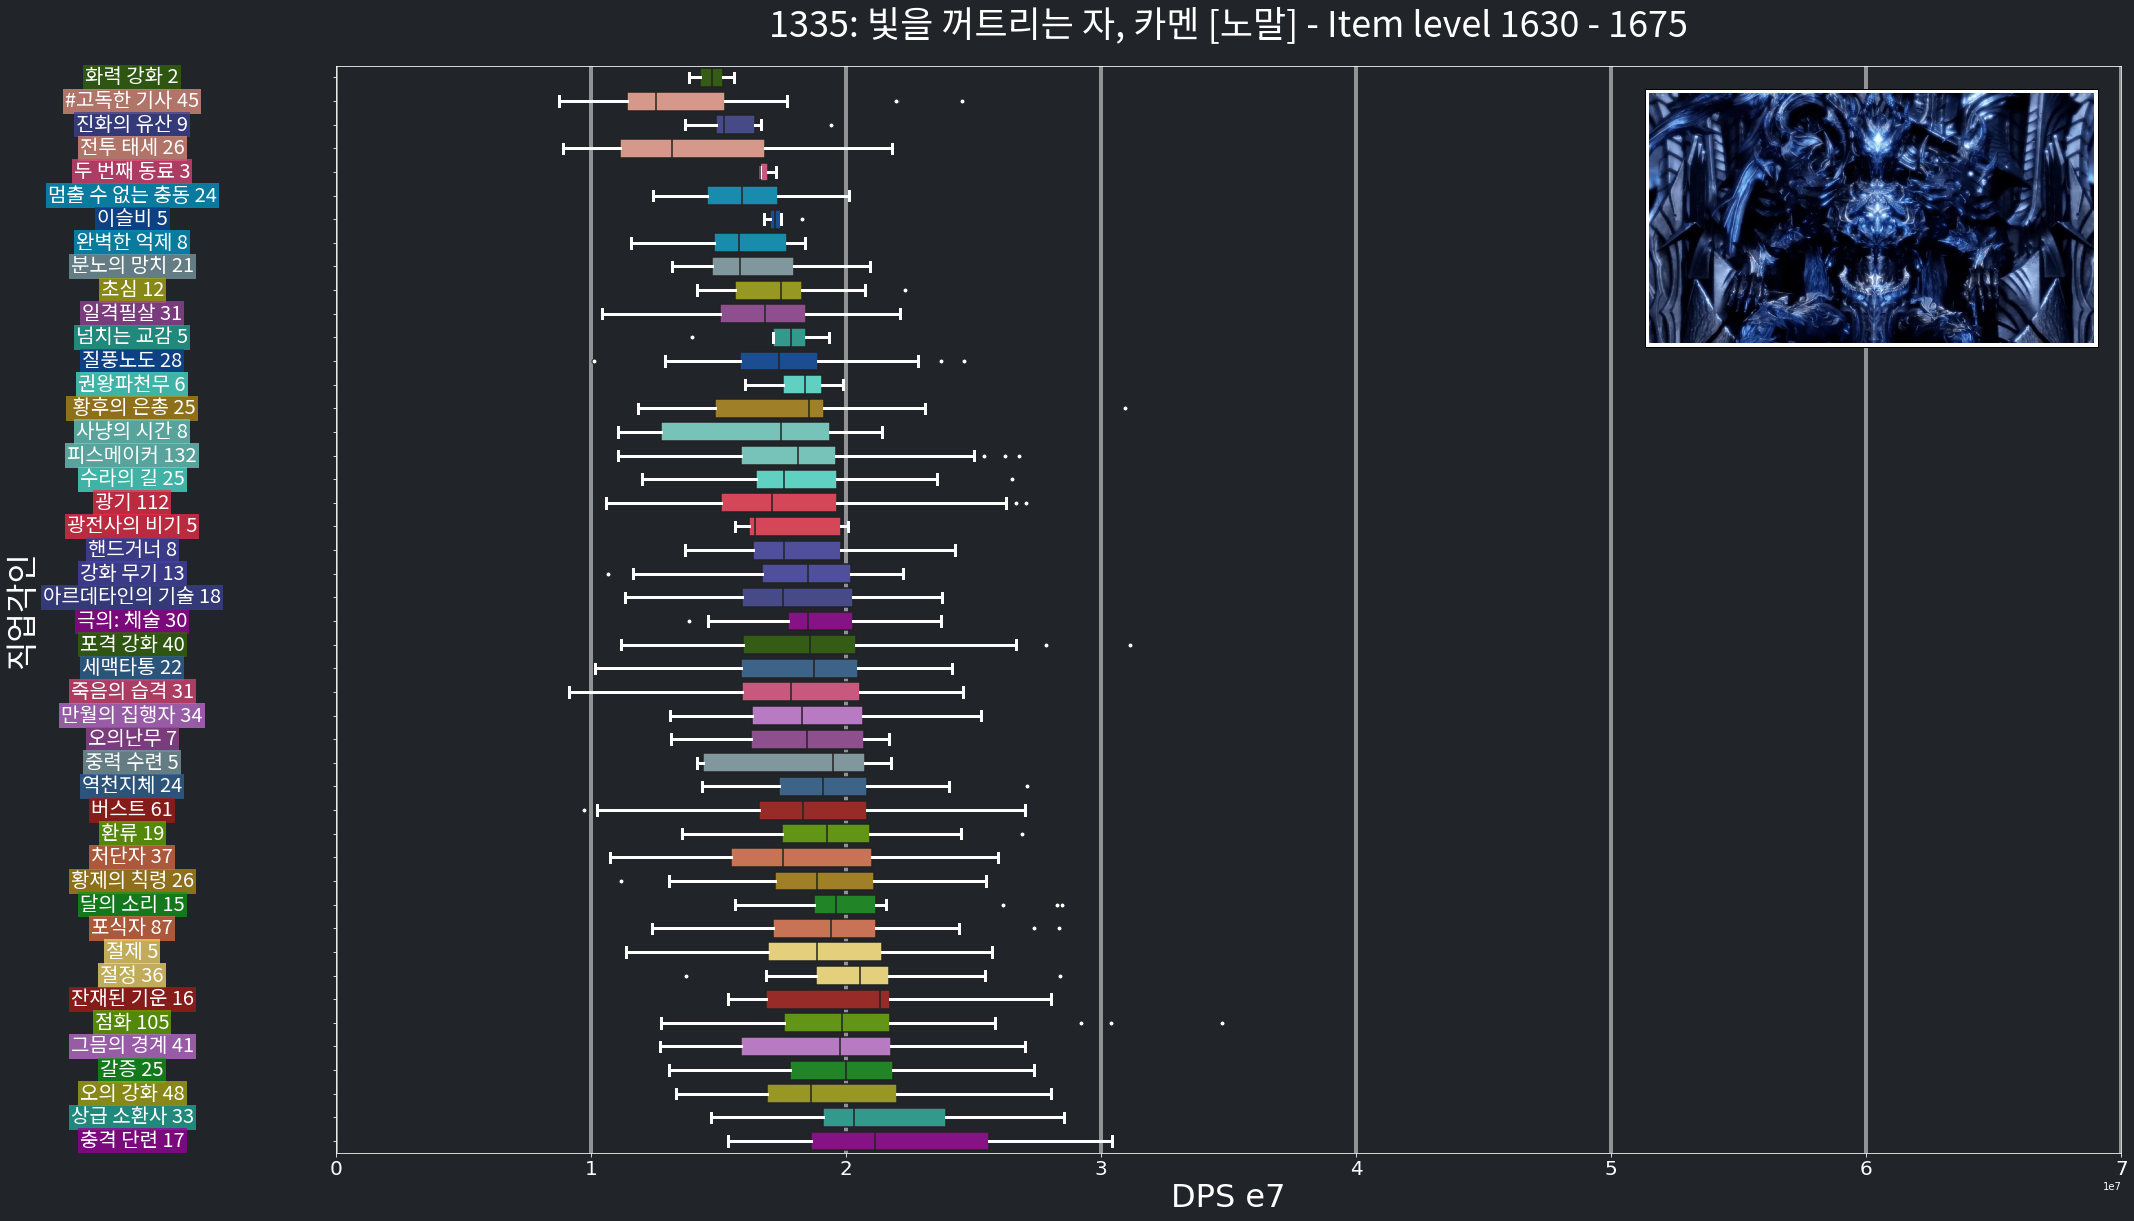 1335: 빛을 꺼트리는 자, 카멘 [노말] - Item level 1630 - 1675
화력 강화 2
#고독한 기사 45
진화의 유산 9
전투 태세 26
두 번째 동료 3
멈출 수 없는 충동 24
이슬비 5
완벽한 억제 8
분노의 망치 21
초심 12
일격필살 31
넘치는 교감 5
질풍노도 28
권왕파천무 6
황후의 은총 25
사냥의 시간 8
피스메이커 132
수라의 길 25
광기 112
광전사의 비기 5
핸드거너 8
강화 무기 13
아르데타인의 기술 18
극의: 체술 30
포격 강화 40
세맥타통 22
죽음의 습격 31
만월의 집행자 34
오의난무 7
중력 수련 5
역천지체 24
버스트 61
환류 19
처단자 37
황제의 칙령 26
달의 소리 15
포식자 87
절제 5
절정 36
잔재된 기운 16
점화 105
그믐의 경계 41
갈증 25
오의 강화 48
상급 소환사 33
충격 단련 17
직업각인
0 1 2 3 4 5 6 7
1e7
DPS e7